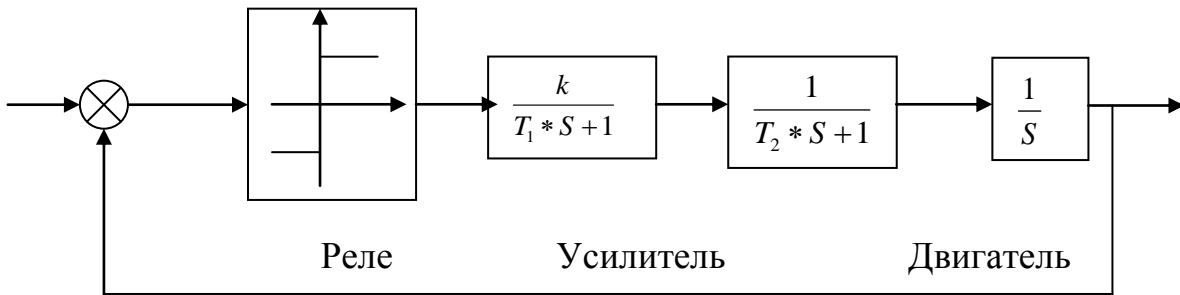 k
T₁ * S + 1
1
T₂ * S + 1
1
S
Реле
Усилитель
Двигатель